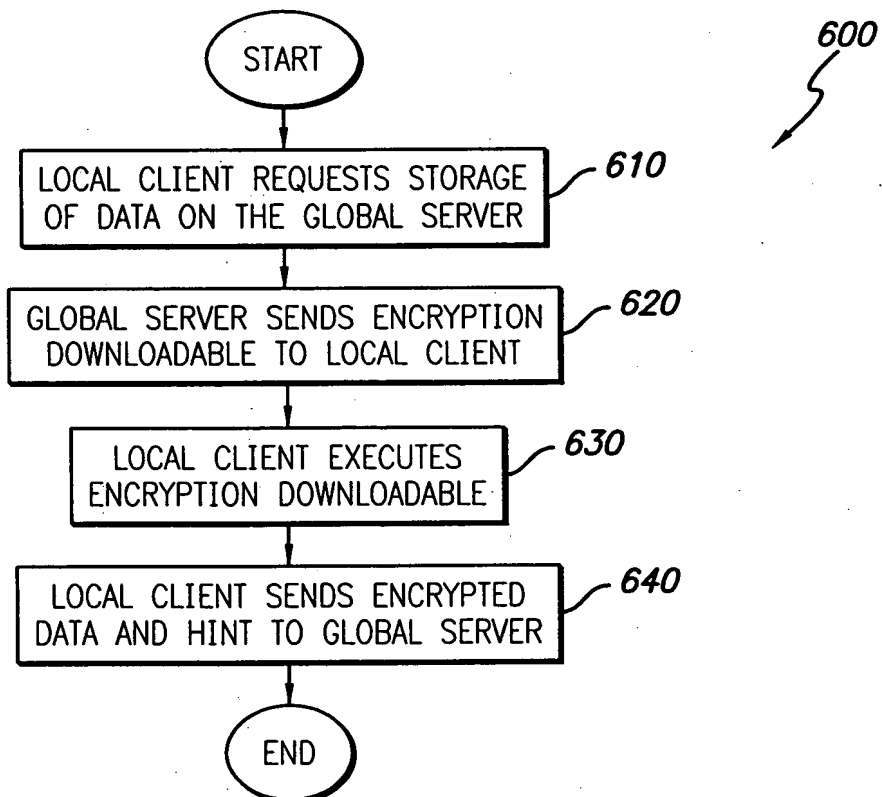 START
600
LOCAL CLIENT REQUESTS STORAGE
OF DATA ON THE GLOBAL SERVER
610
GLOBAL SERVER SENDS ENCRYPTION
DOWNLOADABLE TO LOCAL CLIENT
620
LOCAL CLIENT EXECUTES
ENCRYPTION DOWNLOADABLE
630
LOCAL CLIENT SENDS ENCRYPTED
DATA AND HINT TO GLOBAL SERVER
640
END